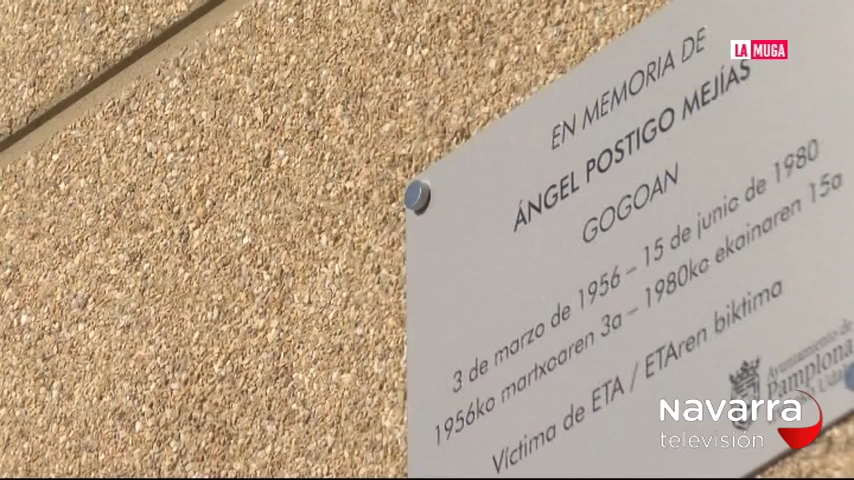 LA MUGA
EN MEMORIA DE
ÁNGEL POSTIGO MEJÍAS
GOGOAN
3 de marzo de 1956 – 15 de junio de 1980
1956ko martxoaren 3a – 1980ko ekainaren 15a
Víctima de ETA / ETAren biktima
Ayuntamiento de
Pamplona
Navarra
televisión